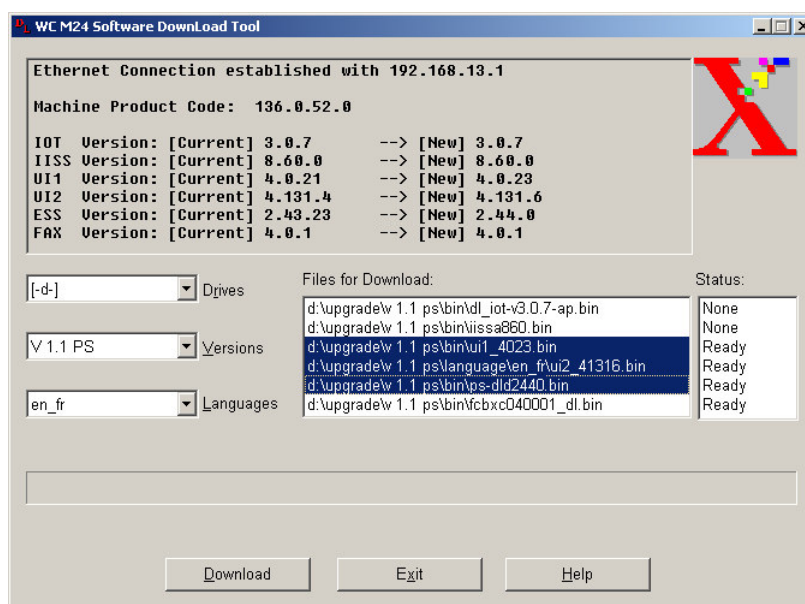 WC M24 Software DownLoad Tool
Ethernet Connection established with 192.168.13.1
Machine Product Code: 136.0.52.0
IOT Version: [Current] 3.0.7 --> [New] 3.0.7
IISS Version: [Current] 8.60.0 --> [New] 8.60.0
UI1 Version: [Current] 4.0.21 --> [New] 4.0.23
UI2 Version: [Current] 4.131.4 --> [New] 4.131.6
ESS Version: [Current] 2.43.23 --> [New] 2.44.0
FAX Version: [Current] 4.0.1 --> [New] 4.0.1
[-d-] Drives
V 1.1 PS Versions
en_fr Languages
Files for Download:
d:\upgrade\v 1.1 ps\bin\dl_iot-v3.0.7-ap.bin
d:\upgrade\v 1.1 ps\bin\iissa860.bin
d:\upgrade\v 1.1 ps\bin\ui1_4023.bin
d:\upgrade\v 1.1 ps\language\en_fr\ui2_41316.bin
d:\upgrade\v 1.1 ps\bin\ps-dld2440.bin
d:\upgrade\v 1.1 ps\bin\fcbxc040001_dl.bin
Status:
None
None
Ready
Ready
Ready
Ready
Download
Exit
Help